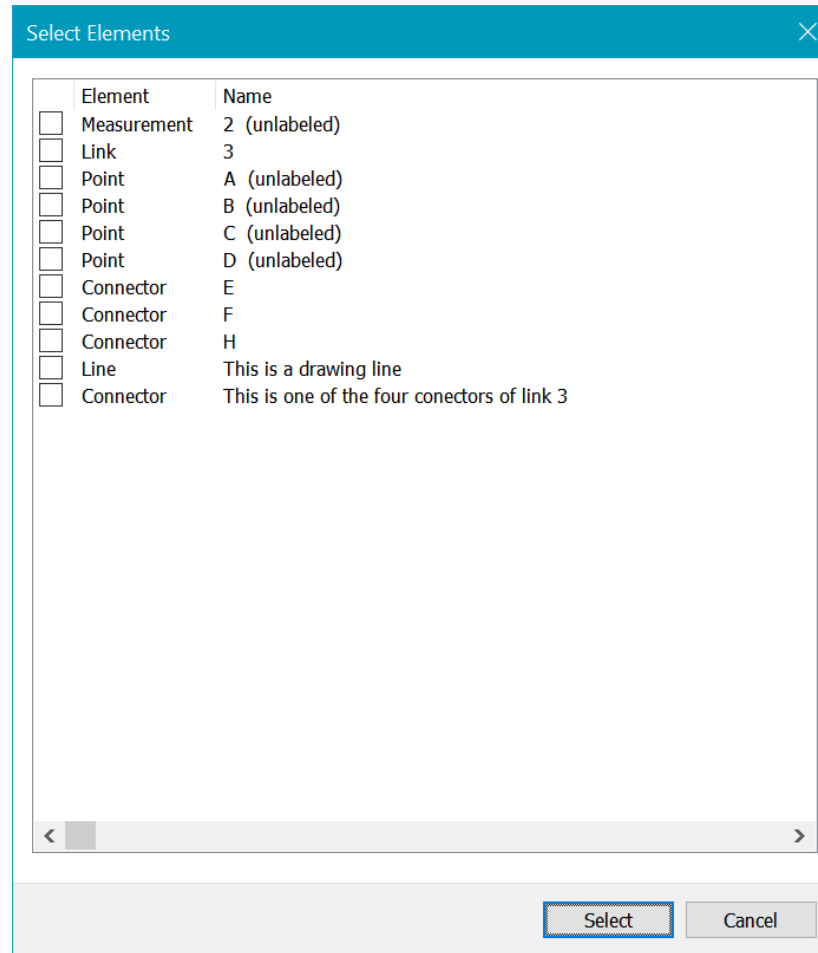 Select Elements
Element Name
Measurement 2 (unlabeled)
Link 3
Point A (unlabeled)
Point B (unlabeled)
Point C (unlabeled)
Point D (unlabeled)
Connector E
Connector F
Connector H
Line This is a drawing line
Connector This is one of the four conectors of link 3
Select Cancel